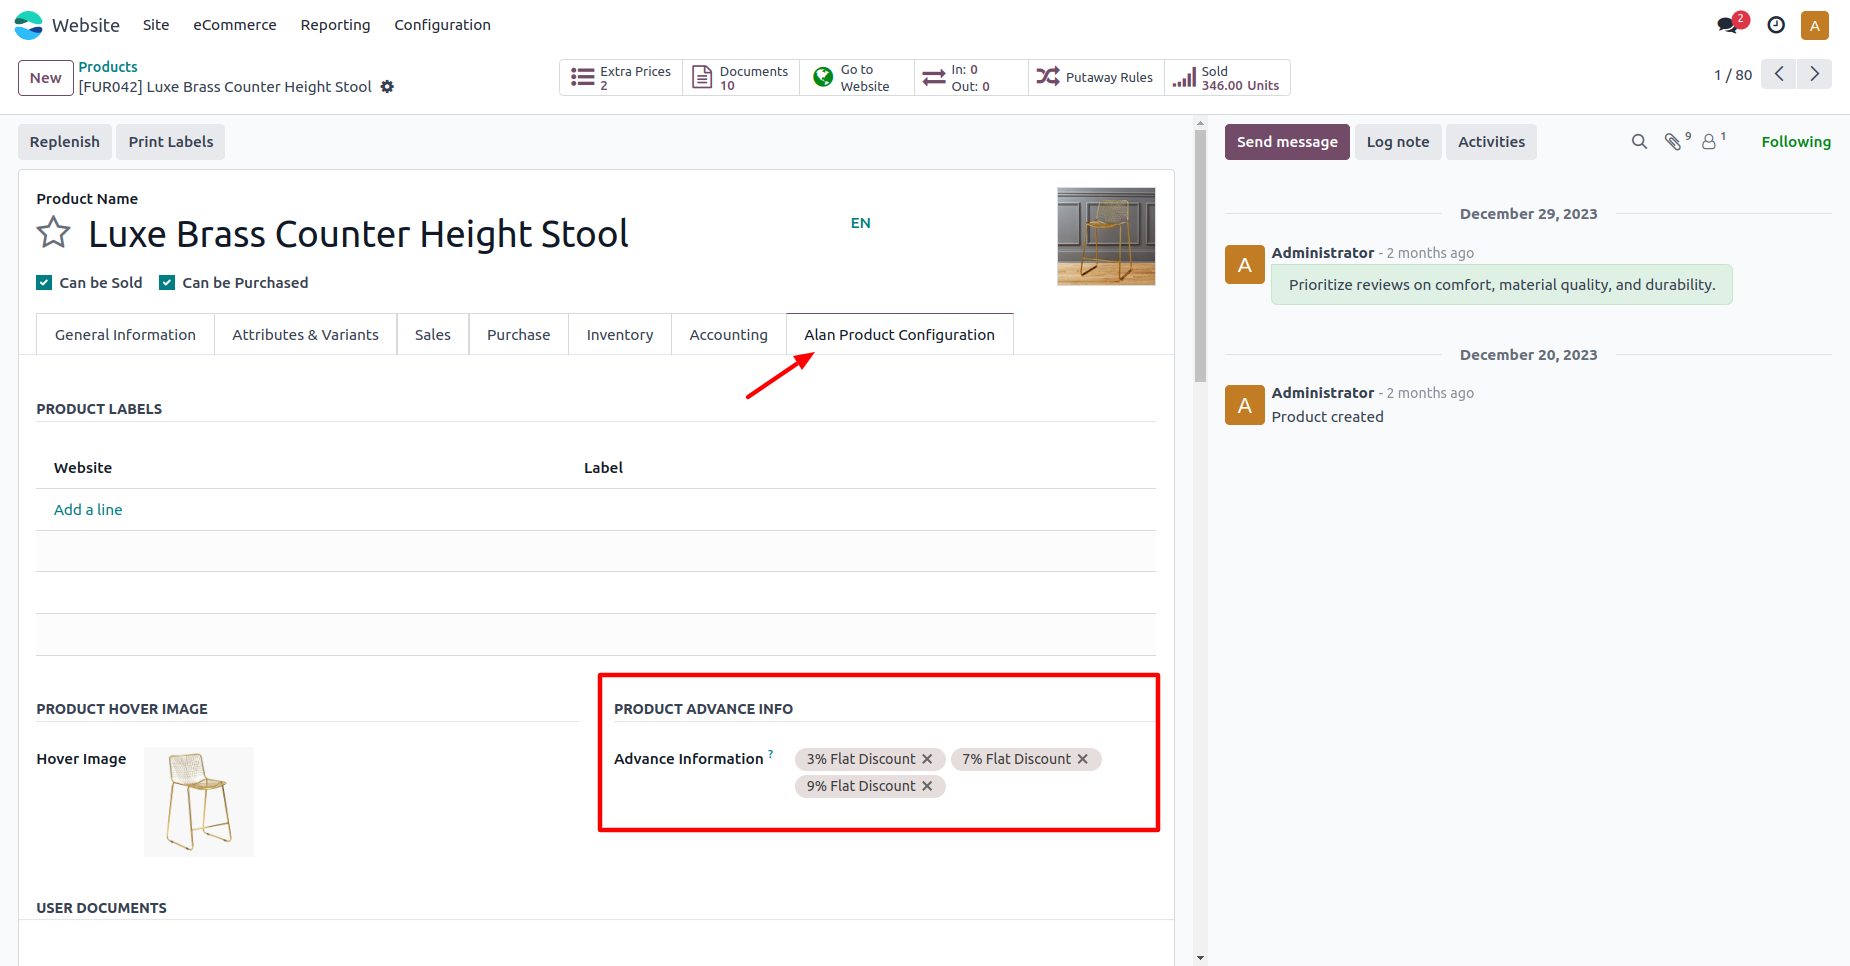 Website Site eCommerce Reporting Configuration 2 A
New Products
[FUR042] Luxe Brass Counter Height Stool
Extra Prices
2
Documents
10
Go to
Website
In: 0
Out: 0
Putaway Rules
Sold
346.00 Units
1 / 80
Replenish Print Labels
Send message Log note Activities 9 1 Following
Product Name
Luxe Brass Counter Height Stool EN
Can be Sold Can be Purchased
General Information Attributes & Variants Sales Purchase Inventory Accounting Alan Product Configuration
PRODUCT LABELS
Website Label
Add a line
PRODUCT HOVER IMAGE
Hover Image
PRODUCT ADVANCE INFO
Advance Information ? 3% Flat Discount 7% Flat Discount
9% Flat Discount
USER DOCUMENTS
December 29, 2023
A Administrator - 2 months ago
Prioritize reviews on comfort, material quality, and durability.
December 20, 2023
A Administrator - 2 months ago
Product created